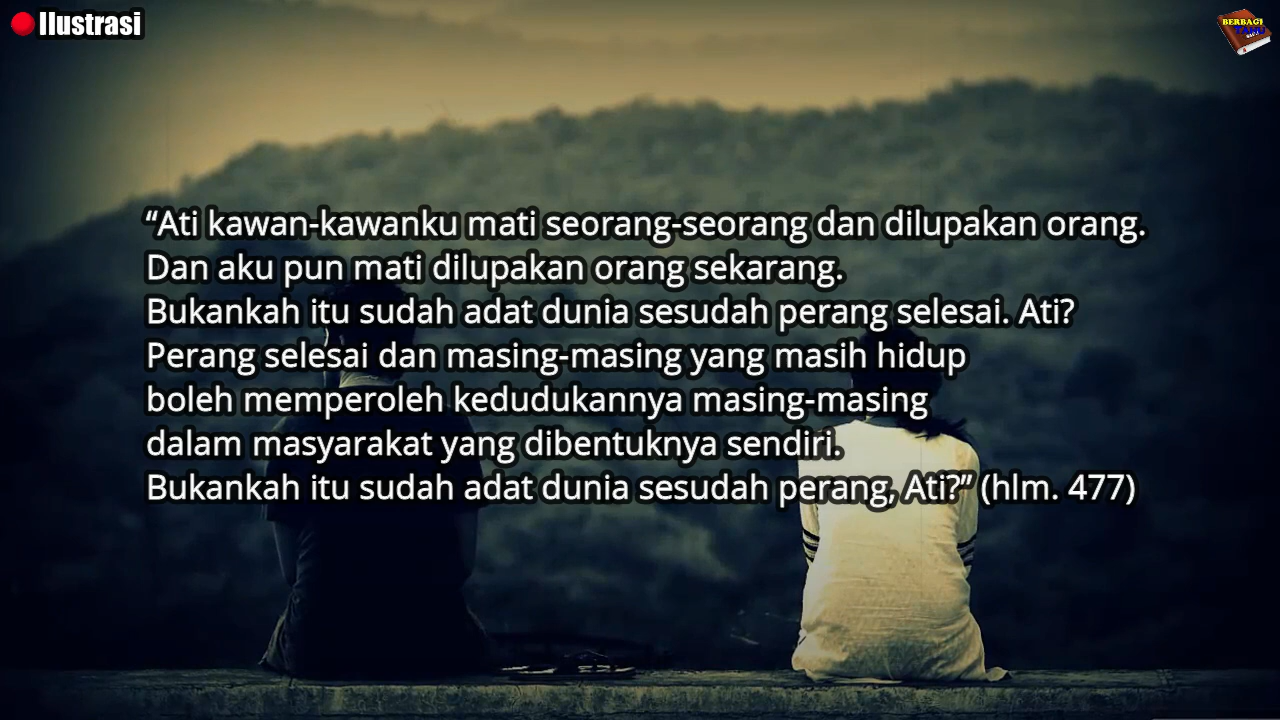 Ilustrasi
BERBAGI
“Ati kawan-kawanku mati seorang-seorang dan dilupakan orang.
Dan aku pun mati dilupakan orang sekarang.
Bukankah itu sudah adat dunia sesudah perang selesai. Ati?
Perang selesai dan masing-masing yang masih hidup
boleh memperoleh kedudukannya masing-masing
dalam masyarakat yang dibentuknya sendiri.
Bukankah itu sudah adat dunia sesudah perang, Ati?” (hlm. 477)